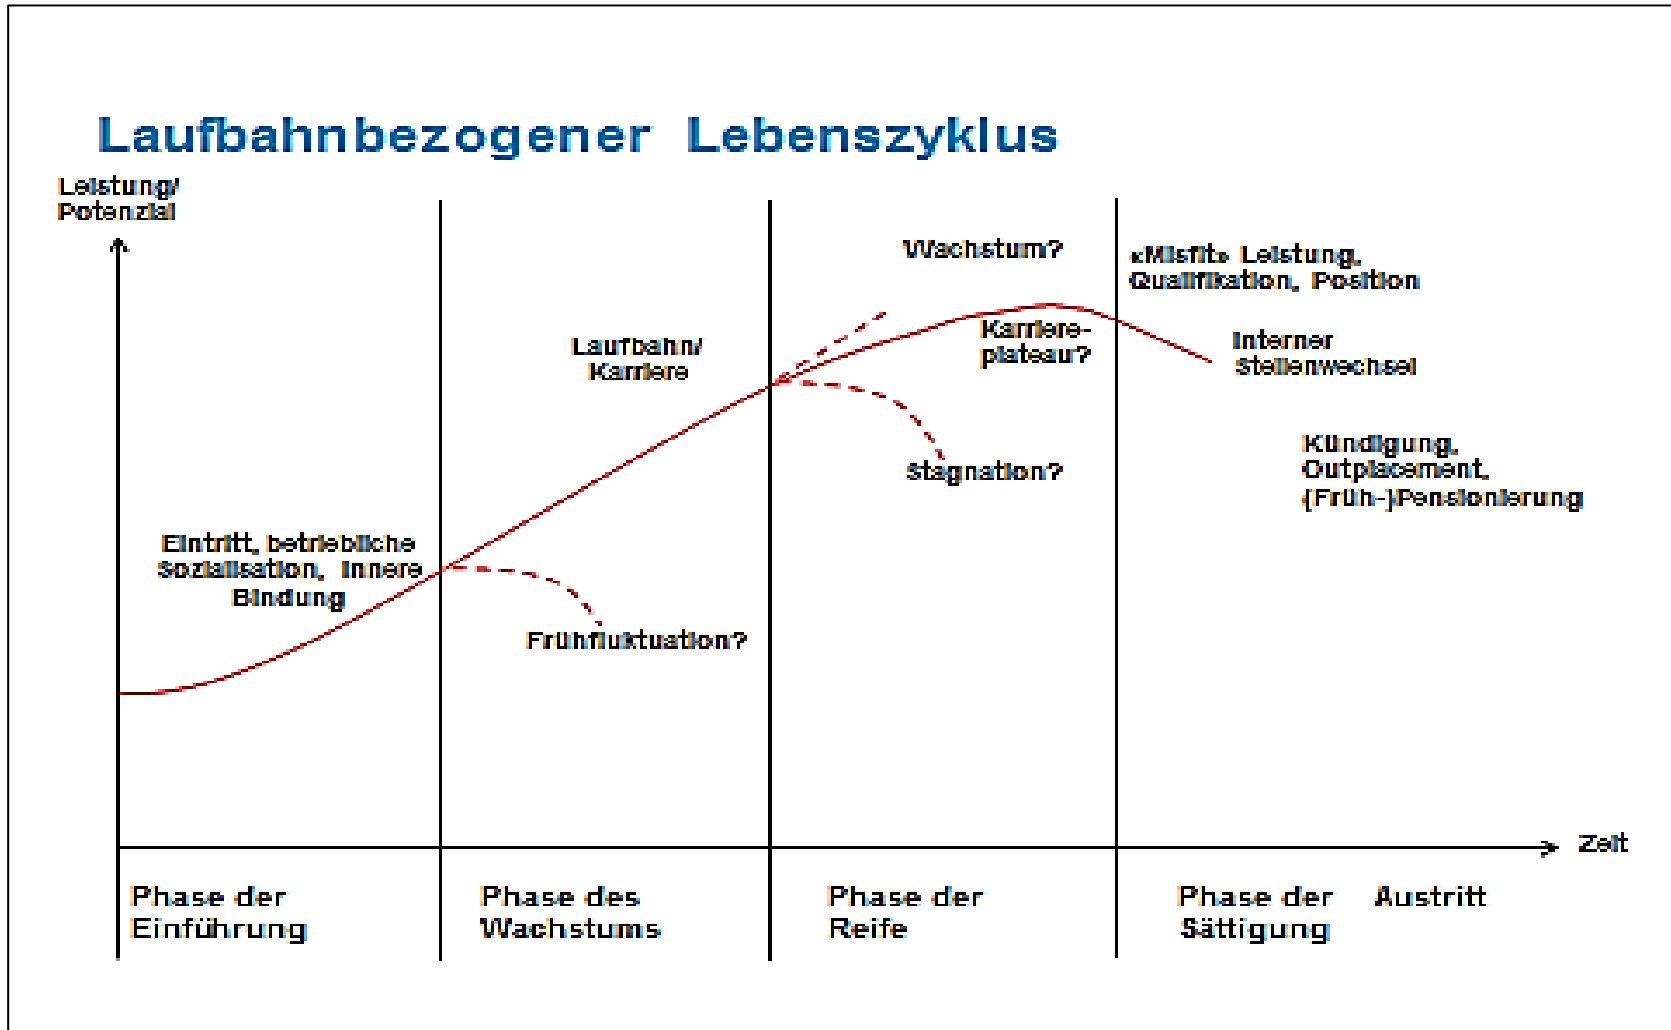 Laufbahnbezogener Lebenszyklus
Leistung/
Potenzial
Wachstum?
«Misfit» Leistung,
Qualifikation, Position
Laufbahn/
Karriere
Karriere-
plateau?
Interner
Stellenwechsel
Stagnation?
Kündigung,
Outplacement,
(Früh-)Pensionierung
Eintritt, betriebliche
Sozialisation, innere
Bindung
Frühfluktuation?
Zeit
Phase der
Einführung
Phase des
Wachstums
Phase der
Reife
Phase der
Sättigung
Austritt